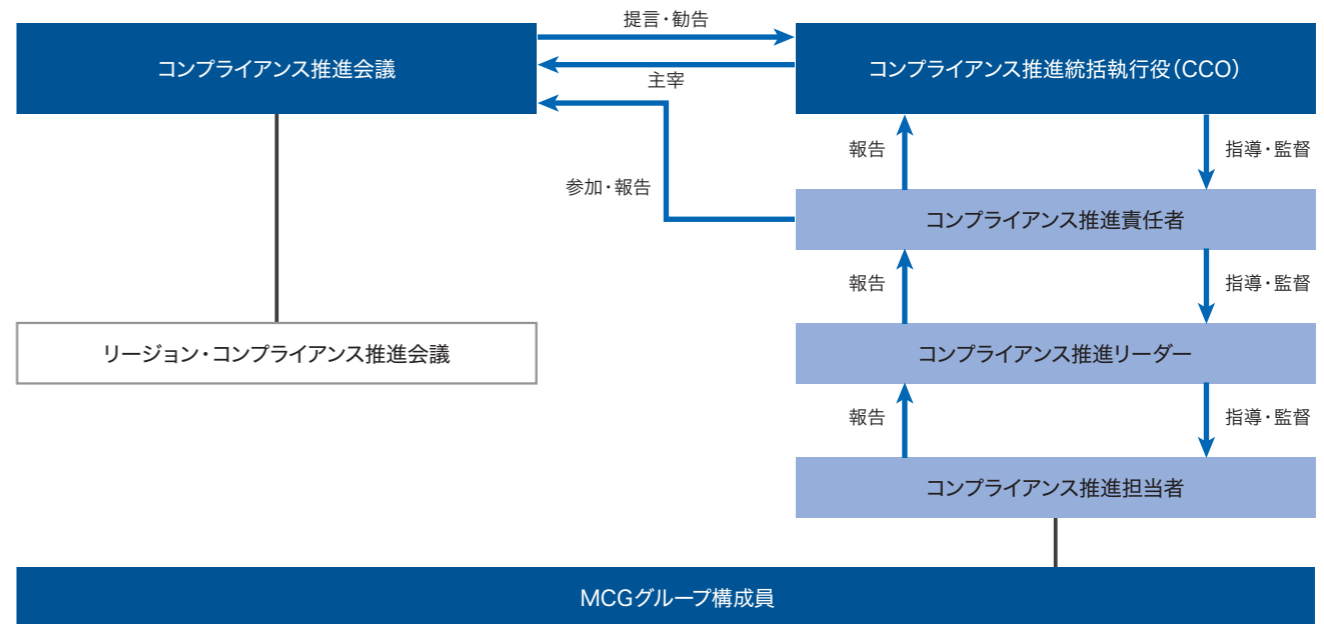 提言・勧告
コンプライアンス推進会議
コンプライアンス推進統括執行役（CCO）
主宰
報告
指導・監督
参加・報告
コンプライアンス推進責任者
報告
指導・監督
リージョン・コンプライアンス推進会議
コンプライアンス推進リーダー
報告
指導・監督
コンプライアンス推進担当者
MCGグループ構成員